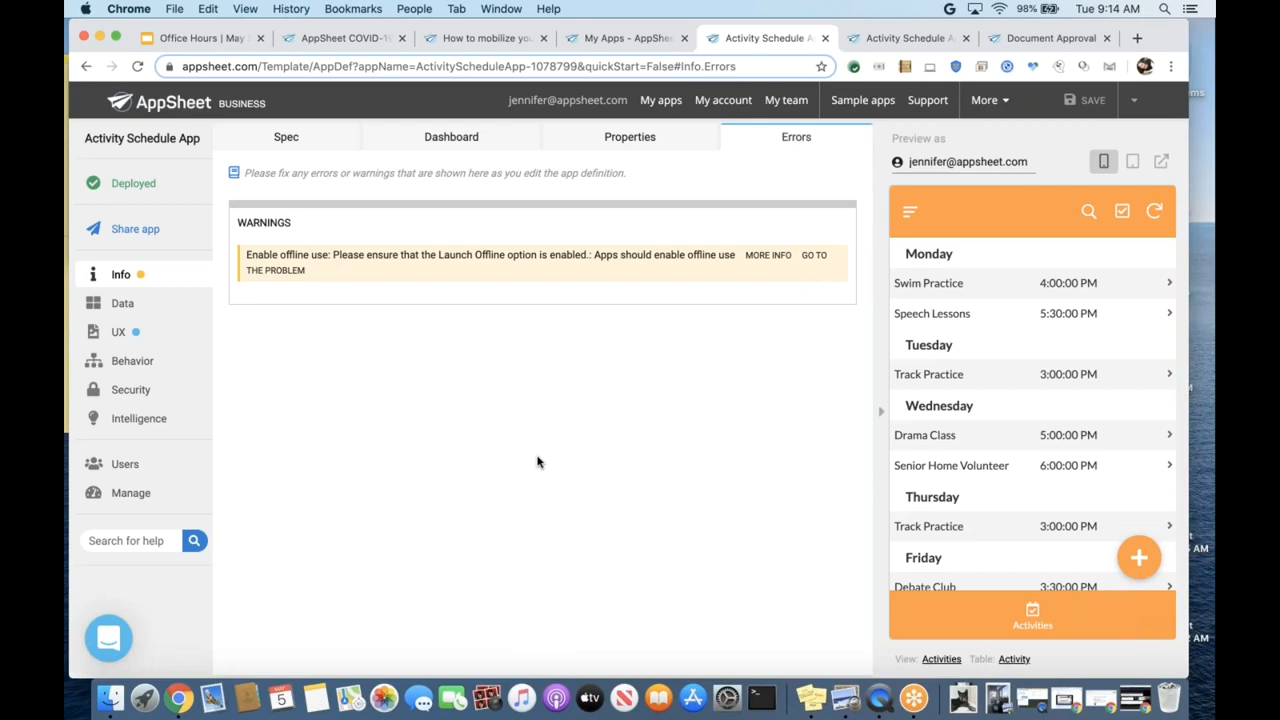 Chrome File Edit View History Bookmarks People Tab Window Help 98% Tue 9:14 AM
Office Hours | May AppSheet COVID-1 How to mobilize yo My Apps - AppShe Activity Schedule A Activity Schedule A Document Approval
appsheet.com/Template/AppDef?appName=ActivityScheduleApp-1078799&quickStart=False#Info.Errors
AppSheet BUSINESS jennifer@appsheet.com My apps My account My team Sample apps Support More SAVE
Activity Schedule App
Deployed
Share app
Info
Data
UX
Behavior
Security
Intelligence
Users
Manage
Search for help
Spec Dashboard Properties Errors
Please fix any errors or warnings that are shown here as you edit the app definition.
WARNINGS
Enable offline use: Please ensure that the Launch Offline option is enabled.: Apps should enable offline use MORE INFO GO TO
THE PROBLEM
Preview as
jennifer@appsheet.com
Monday
Swim Practice 4:00:00 PM
Speech Lessons 5:30:00 PM
Tuesday
Track Practice 3:00:00 PM
Wednesday
Drama Class 5:00:00 PM
Senior Home Volunteer 6:00:00 PM
Thursday
Track Practice 3:00:00 PM
Friday
Debate Club 3:30:00 PM
Activities
View: Activities Table: Activity